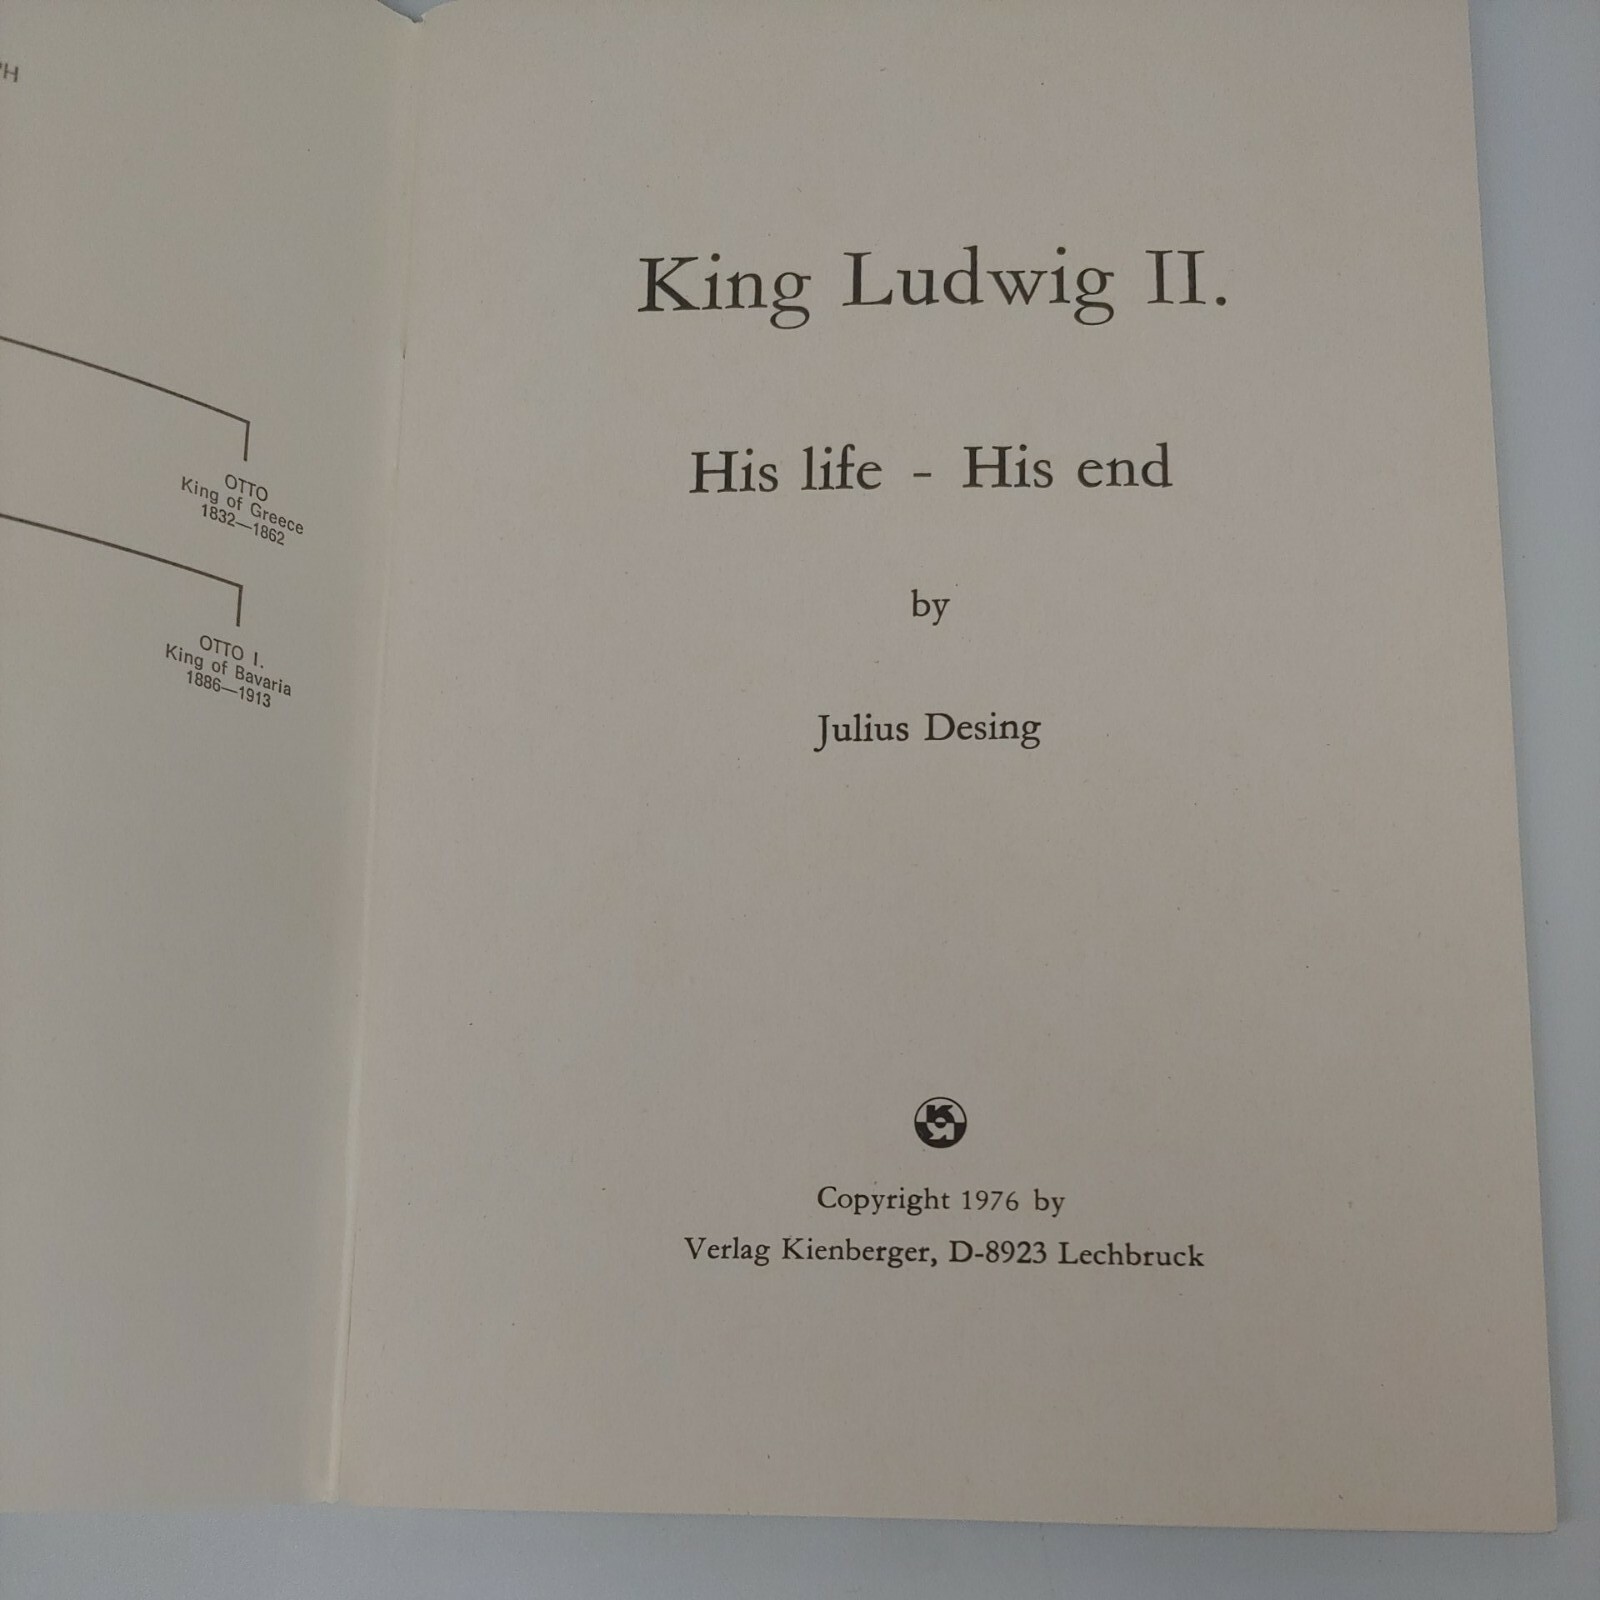 PH
OTTO
King of Greece
1832—1862
OTTO I.
King of Bavaria
1886—1913
King Ludwig II.
His life - His end
by
Julius Desing
Copyright 1976 by
Verlag Kienberger, D-8923 Lechbruck